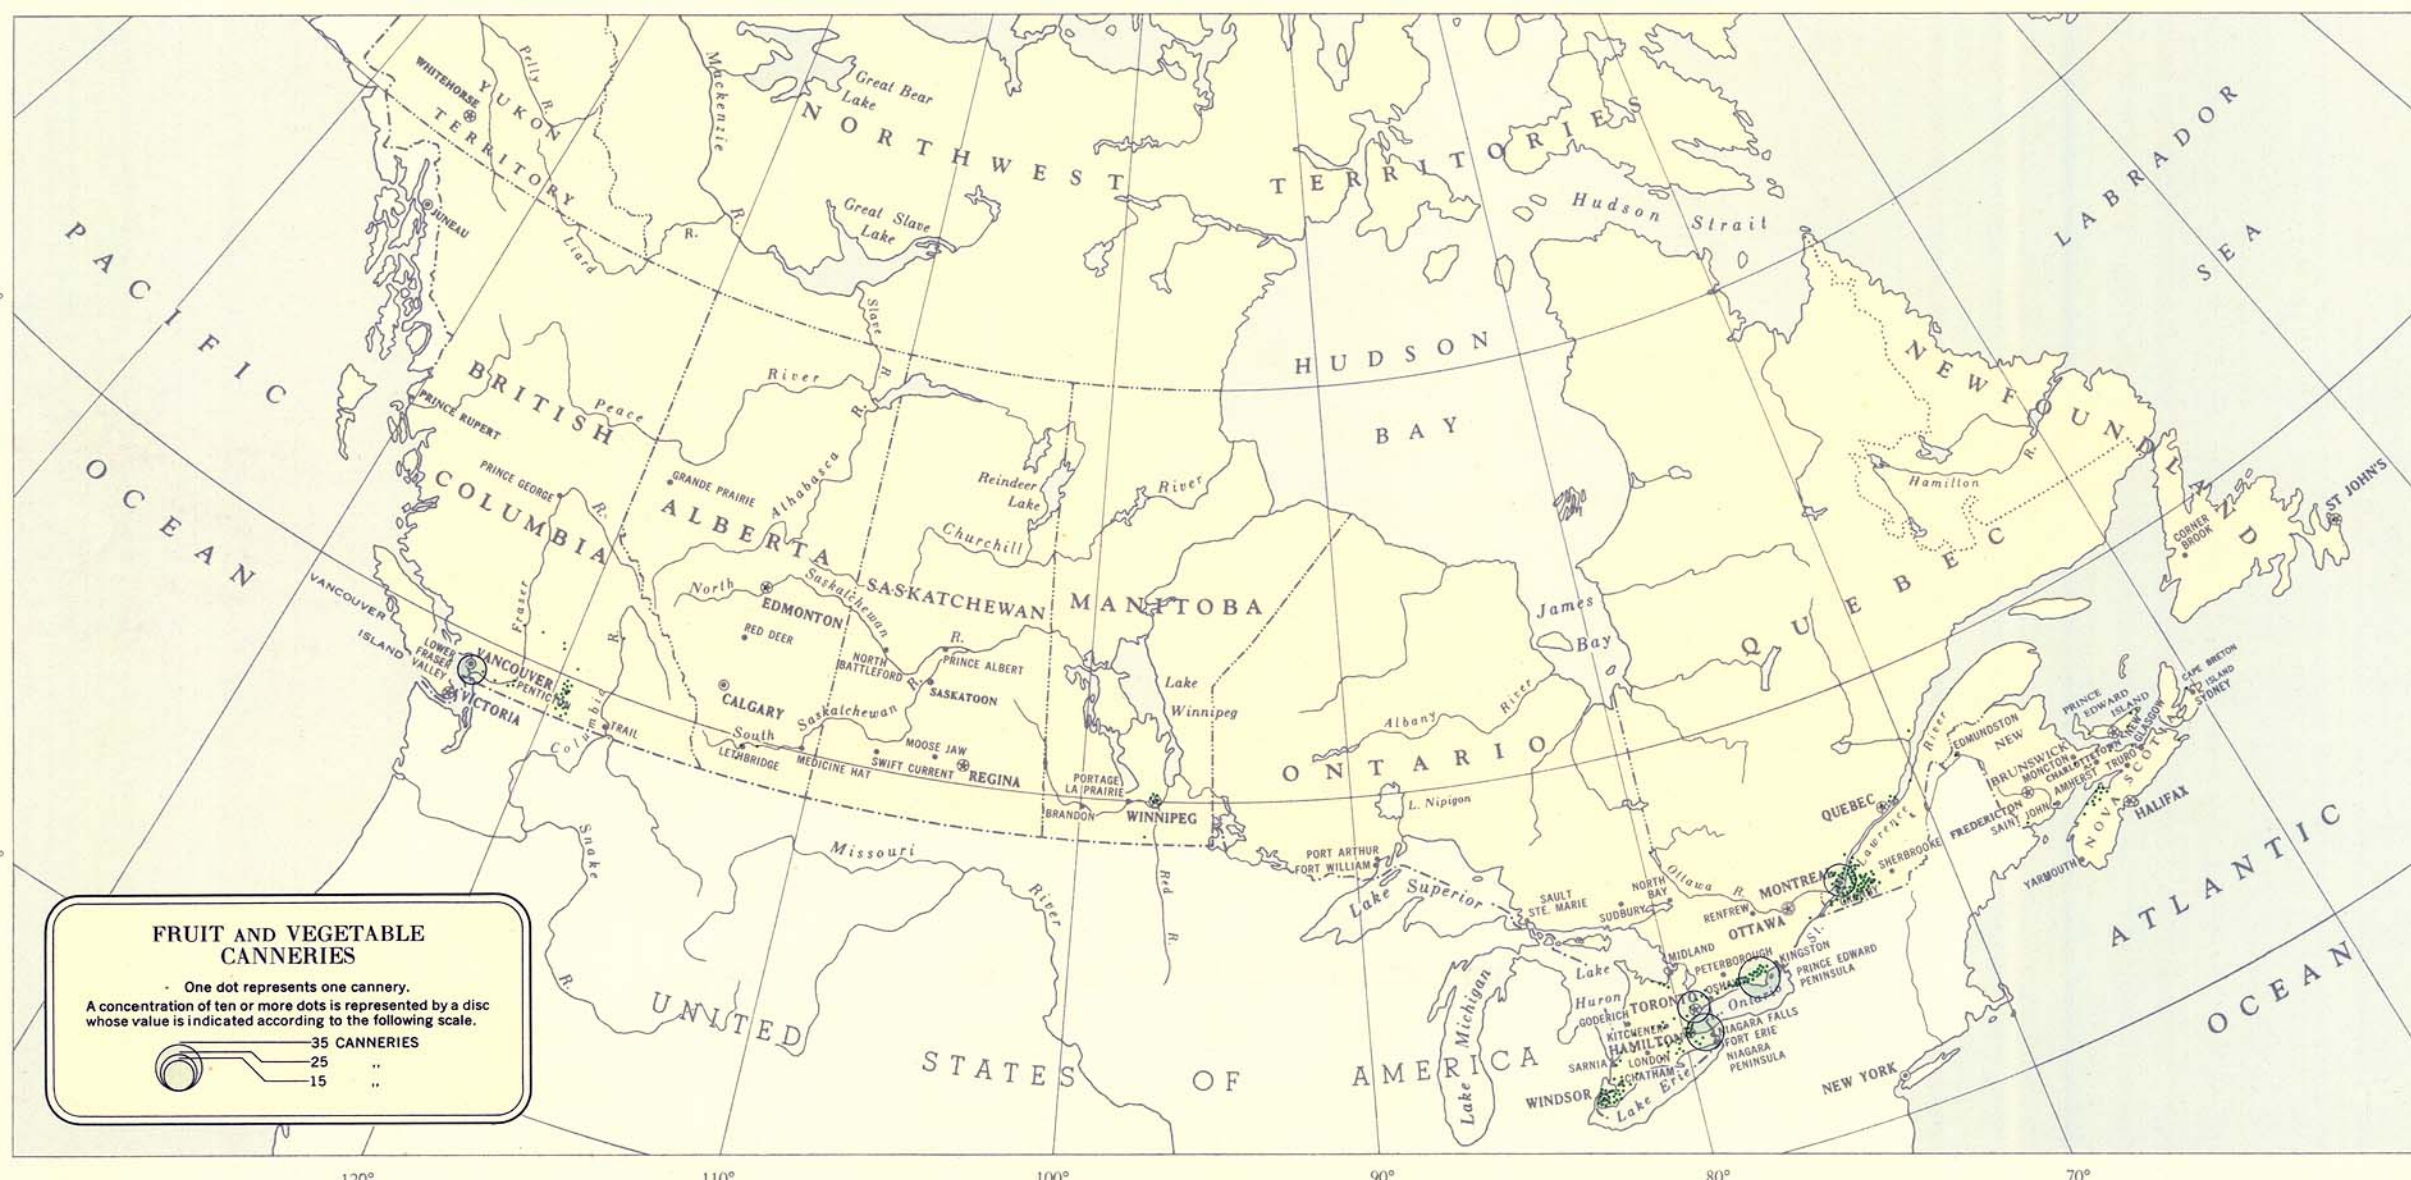 WHITEHORSE
YUKON
TERRITORY
Pelly
R.
Mackenzie
R.
Great Bear
Lake
NORTHWEST TERRITORIES
Great Slave
Lake
Liard
R.
JUNEAU
Slave
R.
Hudson Strait
LABRADOR
SEA
PACIFIC
OCEAN
HUDSON
BAY
BRITISH
COLUMBIA
PRINCE RUPERT
PRINCE GEORGE
R.
Fraser
Peace
River
GRANDE PRAIRIE
ALBERTA
Athabasca
R.
Reindeer
Lake
Churchill
River
NEWFOUNDLAND
Hamilton
R.
CORNER
BROOK
ST JOHN'S
QUEBEC
North
Saskatchewan
R.
EDMONTON
RED DEER
SASKATCHEWAN
MANITOBA
NORTH
BATTLEFORD
PRINCE ALBERT
R.
SASKATOON
CALGARY
South
Saskatchewan
LETHBRIDGE
MEDICINE HAT
SWIFT CURRENT
MOOSE JAW
REGINA
Lake
Winnipeg
PORTAGE
LA PRAIRIE
BRANDON
WINNIPEG
James
Bay
Albany
River
ONTARIO
L. Nipigon
PORT ARTHUR
FORT WILLIAM
Lake Superior
VANCOUVER
ISLAND
LOWER
FRASER
VALLEY
VANCOUVER
PENTICTON
VICTORIA
Columbia
R.
TRAIL
Snake
R.
Missouri
River
Red
R.
UNITED
STATES
OF
AMERICA
SAULT
STE. MARIE
SUDBURY
NORTH
BAY
Ottawa R.
RENFREW
OTTAWA
MONTREAL
QUEBEC
SHERBROOKE
St.
Lawrence
River
EDMUNDSTON
NEW
BRUNSWICK
MONCTON
FREDERICTON
SAINT JOHN
PRINCE
EDWARD
ISLAND
CHARLOTTETOWN
NEW
GLASGOW
AMHERST
TRURO
CAPE BRETON
ISLAND
SYDNEY
NOVA SCOTIA
HALIFAX
YARMOUTH
MIDLAND
PETERBOROUGH
KINGSTON
PRINCE EDWARD
PENINSULA
Lake
Huron
Lake Michigan
OSHAWA
TORONTO
Ontario
GODERICH
KITCHENER
HAMILTON
NIAGARA FALLS
FORT ERIE
NIAGARA
PENINSULA
SARNIA
LONDON
CHATHAM
WINDSOR
Lake Erie
NEW YORK
ATLANTIC
OCEAN
FRUIT AND VEGETABLE
CANNERIES
· One dot represents one cannery.
A concentration of ten or more dots is represented by a disc
whose value is indicated according to the following scale.
35 CANNERIES
25 ,,
15 ,,
120°
110°
100°
90°
80°
70°